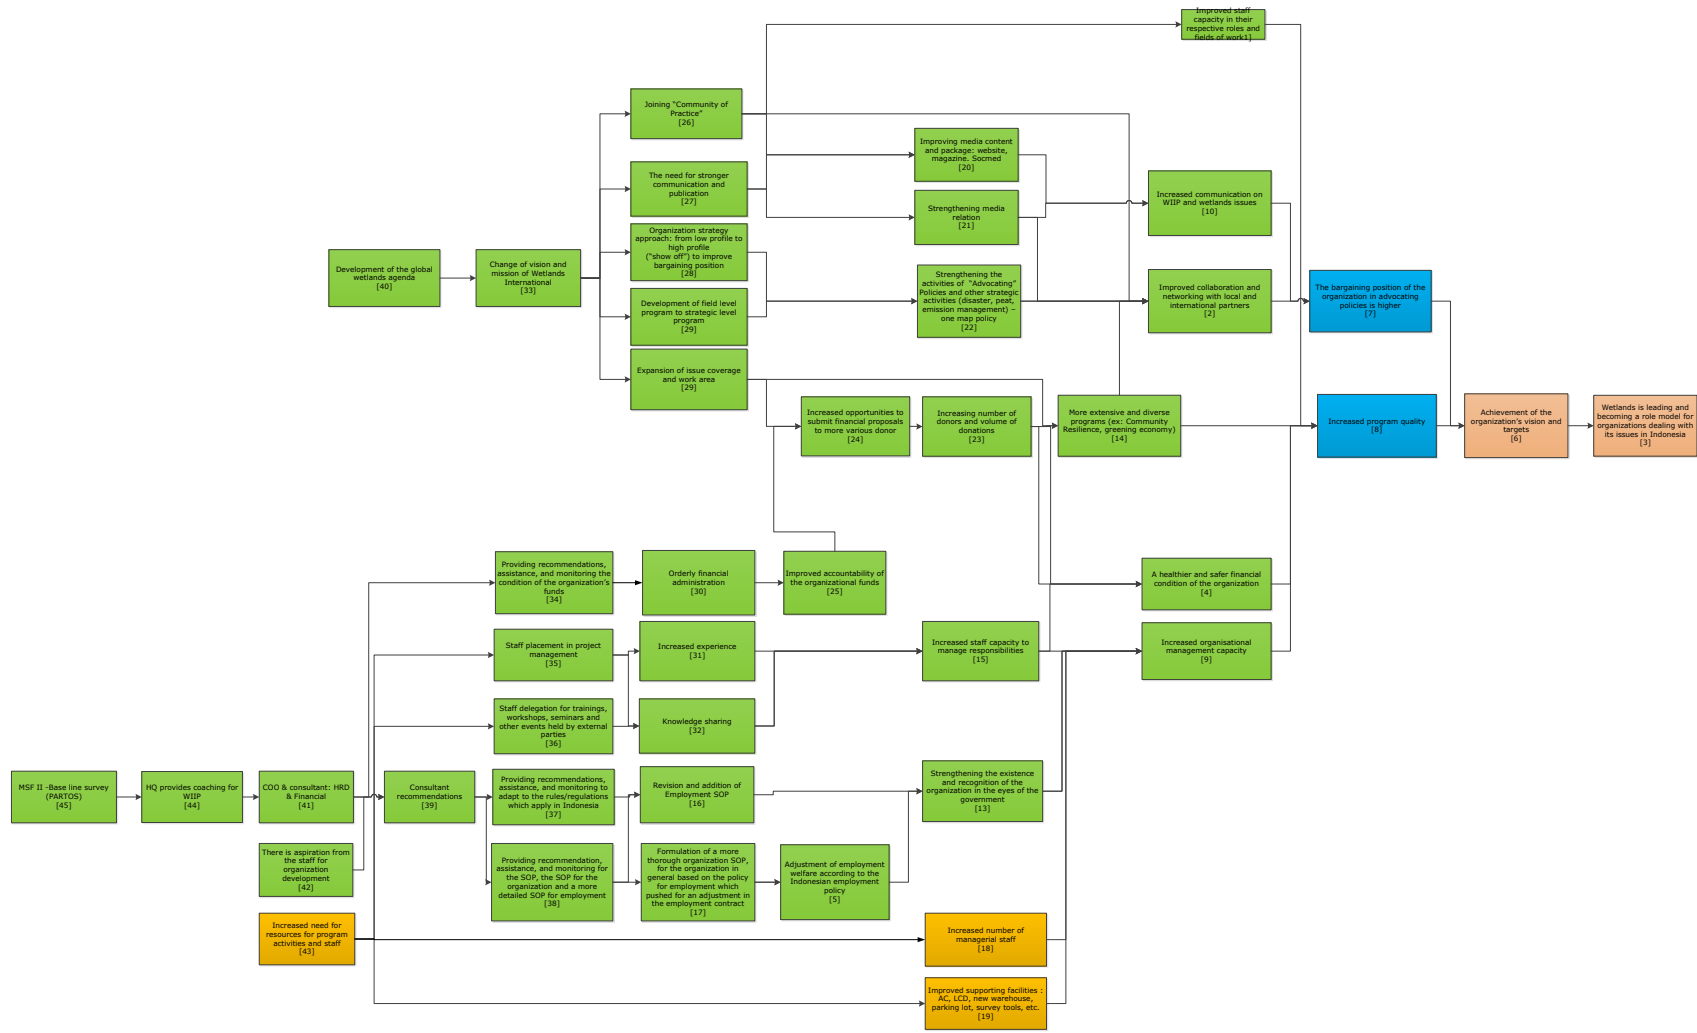 Improved staff
capacity in their
respective roles and
fields of work1]
Joining “Community of
Practice”
[26]
Improving media content
and package: website,
magazine. Socmed
[20]
The need for stronger
communication and
publication
[27]
Increased communication on
WIIP and wetlands issues
[10]
Strengthening media
relation
[21]
Organization strategy
approach: from low profile to
high profile
(“show off”) to improve
bargaining position
[28]
Development of the global
wetlands agenda
[40]
Change of vision and
mission of Wetlands
International
[33]
Strengthening the
activities of “Advocating”
Policies and other strategic
activities (disaster, peat,
emission management) –
one map policy
[22]
Improved collaboration and
networking with local and
international partners
[2]
The bargaining position of the
organization in advocating
policies is higher
[7]
Development of field level
program to strategic level
program
[29]
Expansion of issue coverage
and work area
[29]
Increased opportunities to
submit financial proposals
to more various donor
[24]
Increasing number of
donors and volume of
donations
[23]
More extensive and diverse
programs (ex: Community
Resilience, greening economy)
[14]
Increased program quality
[8]
Achievement of the
organization’s vision and
targets
[6]
Wetlands is leading and
becoming a role model for
organizations dealing with
its issues in Indonesia
[3]
Providing recommendations,
assistance, and monitoring the
condition of the organization’s
funds
[34]
Orderly financial
administration
[30]
Improved accountability of
the organizational funds
[25]
A healthier and safer financial
condition of the organization
[4]
Staff placement in project
management
[35]
Increased experience
[31]
Increased staff capacity to
manage responsibilities
[15]
Increased organisational
management capacity
[9]
Staff delegation for trainings,
workshops, seminars and
other events held by external
parties
[36]
Knowledge sharing
[32]
MSF II -Base line survey
(PARTOS)
[45]
HQ provides coaching for
WIIP
[44]
COO & consultant: HRD
& Financial
[41]
Consultant
recommendations
[39]
Providing recommendations,
assistance, and monitoring to
adapt to the rules/regulations
which apply in Indonesia
[37]
Revision and addition of
Employment SOP
[16]
Strengthening the existence
and recognition of the
organization in the eyes of the
government
[13]
There is aspiration from
the staff for
organization
development
[42]
Providing recommendation,
assistance, and monitoring for
the SOP, the SOP for the
organization and a more
detailed SOP for employment
[38]
Formulation of a more
thorough organization SOP,
for the organization in
general based on the policy
for employment which
pushed for an adjustment in
the employment contract
[17]
Adjustment of employment
welfare according to the
Indonesian employment
policy
[5]
Increased need for
resources for program
activities and staff
[43]
Increased number of
managerial staff
[18]
Improved supporting facilities :
AC, LCD, new warehouse,
parking lot, survey tools, etc.
[19]